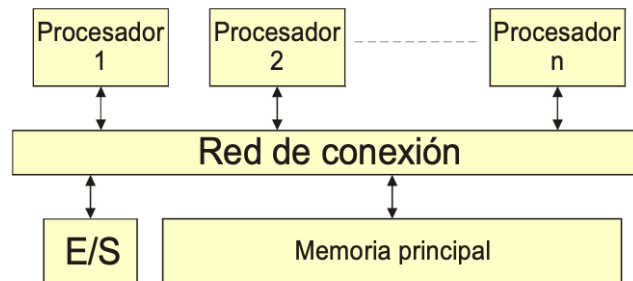 Procesador
1
Procesador
2
Procesador
n
Red de conexión
E/S
Memoria principal